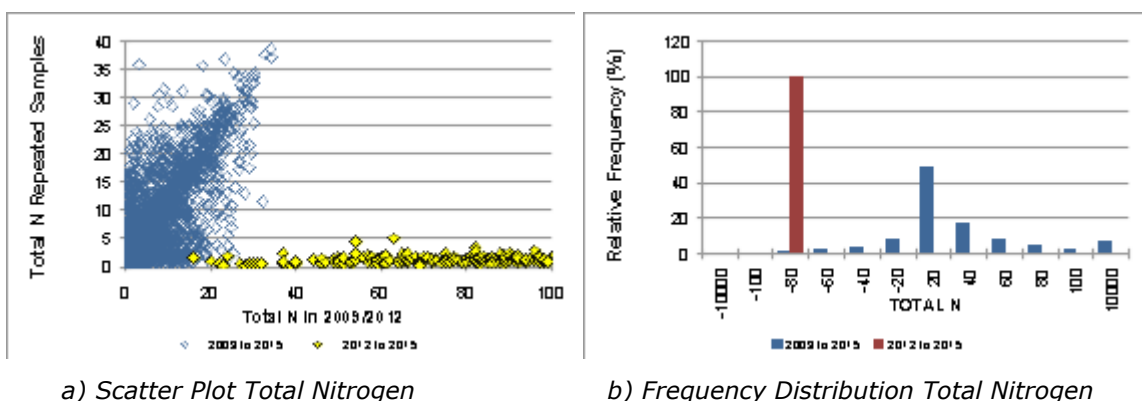 Total N Repeated Samples
40
35
30
25
20
15
10
5
0
0 20 40 60 80 100
Total N in 2009/2012
2009 to 2015 2012 to 2015
Relative Frequency (%)
120
100
80
60
40
20
0
-10000 -100 -80 -60 -40 -20 20 40 60 80 100 10000
TOTAL N
2009 to 2015 2012 to 2015
a) Scatter Plot Total Nitrogen
b) Frequency Distribution Total Nitrogen